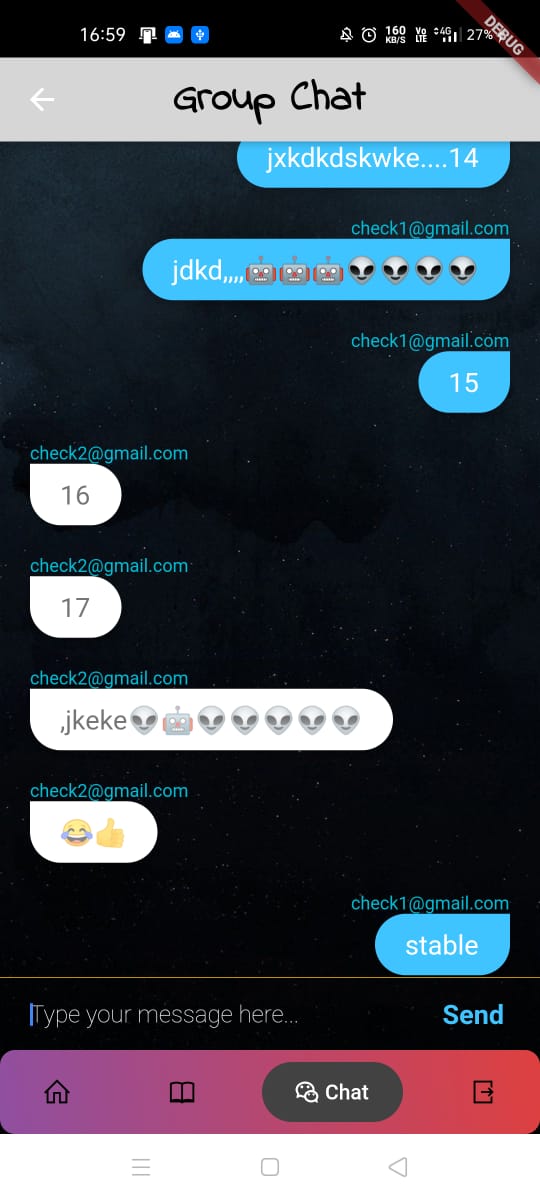 16:59 160 KB/S Vo LTE 4G 27%
DEBUG
Group Chat
jxkdkdskwke....14
check1@gmail.com
jdkd,,,,🤖🤖🤖👽👽👽👽
check1@gmail.com
15
check2@gmail.com
16
check2@gmail.com
17
check2@gmail.com
,jkeke👽🤖👽👽👽👽👽
check2@gmail.com
😂👍
check1@gmail.com
stable
Type your message here...
Send
Chat